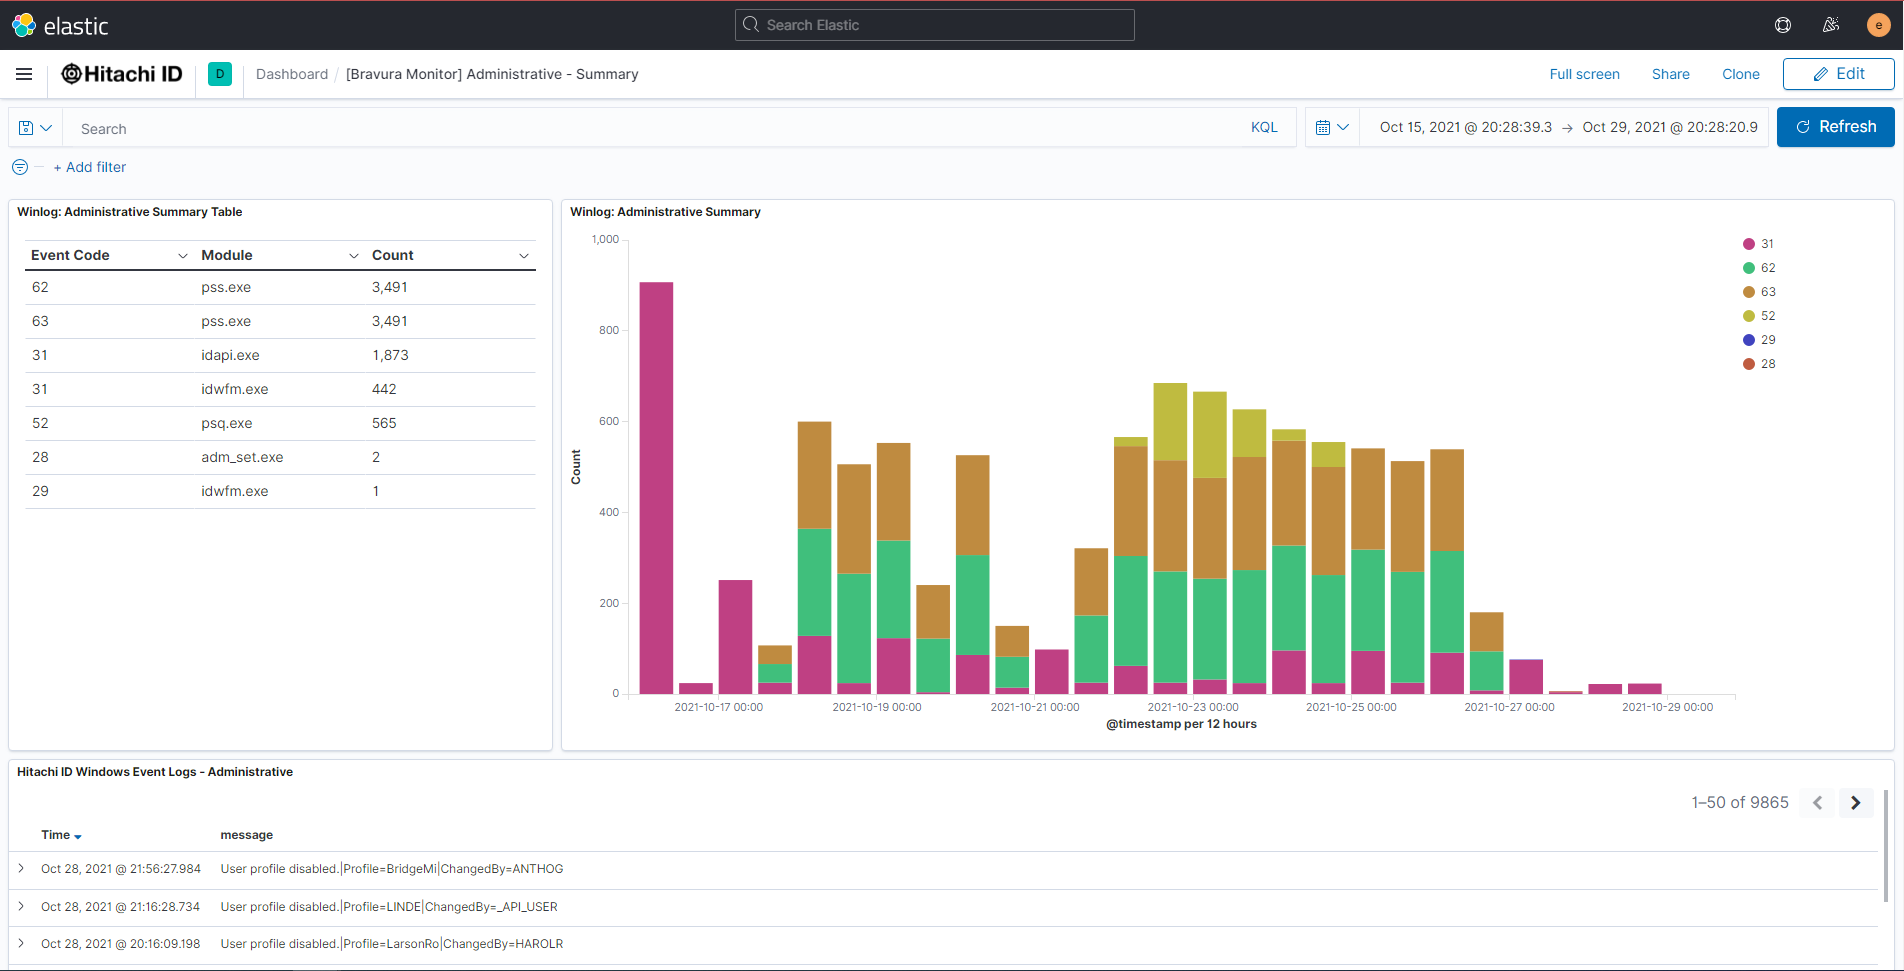 elastic
Search Elastic
e
Hitachi ID
D
Dashboard / [Bravura Monitor] Administrative - Summary
Full screen
Share
Clone
Edit
Search
KQL
Oct 15, 2021 @ 20:28:39.3 → Oct 29, 2021 @ 20:28:20.9
Refresh
+ Add filter
Winlog: Administrative Summary Table
Event Code Module Count
62 pss.exe 3,491
63 pss.exe 3,491
31 idapi.exe 1,873
31 idwfm.exe 442
52 psq.exe 565
28 adm_set.exe 2
29 idwfm.exe 1
Winlog: Administrative Summary
1,000
800
600
400
200
0
Count
2021-10-17 00:00 2021-10-19 00:00 2021-10-21 00:00 2021-10-23 00:00 2021-10-25 00:00 2021-10-27 00:00 2021-10-29 00:00
@timestamp per 12 hours
31
62
63
52
29
28
Hitachi ID Windows Event Logs - Administrative
1–50 of 9865
Time message
Oct 28, 2021 @ 21:56:27.984 User profile disabled.|Profile=BridgeMi|ChangedBy=ANTHOG
Oct 28, 2021 @ 21:16:28.734 User profile disabled.|Profile=LINDE|ChangedBy=_API_USER
Oct 28, 2021 @ 20:16:09.198 User profile disabled.|Profile=LarsonRo|ChangedBy=HAROLR